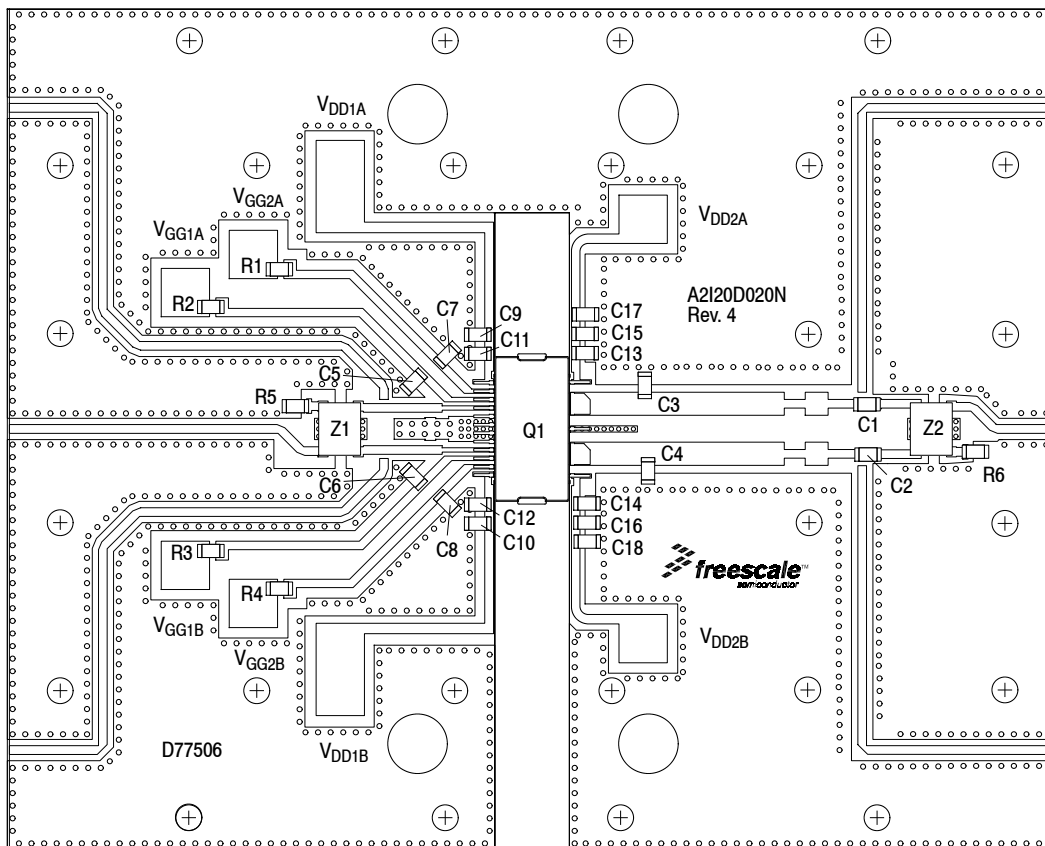 VDD1A
VGG2A
VGG1A
VDD2A
R1
R2
A2I20D020N
Rev. 4
C7
C9
C11
C17
C15
C13
C5
R5
C3
C1
Z1
Q1
Z2
C4
C6
C2
R6
C8
C12
C10
C14
C16
C18
R3
R4
freescale™
semiconductor
VGG1B
VGG2B
VDD2B
VDD1B
D77506